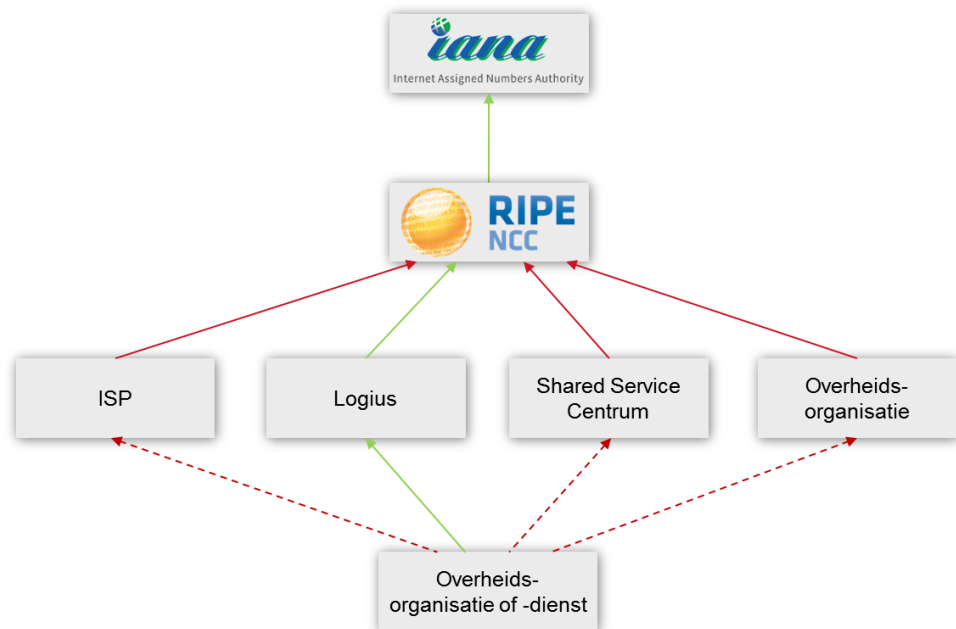 iana
Internet Assigned Numbers Authority
RIPE
NCC
ISP
Logius
Shared Service
Centrum
Overheids-
organisatie
Overheids-
organisatie of -dienst